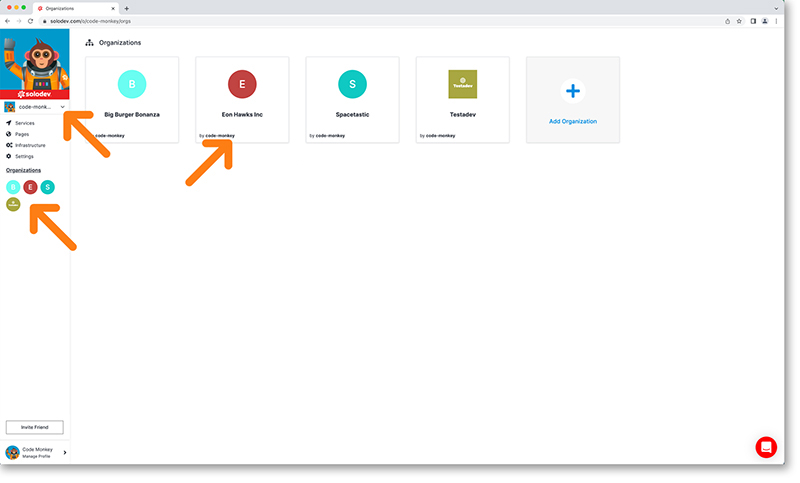 Organizations
solodev.com/o/code-monkey/orgs
solodev
code-monk...
Services
Pages
Infrastructure
Settings
Organizations
B
E
S
Testadev
Invite Friend
Code Monkey
Manage Profile
Organizations
B
Big Burger Bonanza
by code-monkey
E
Eon Hawks Inc
by code-monkey
S
Spacetastic
by code-monkey
Testadev
Testadev
by code-monkey
Add Organization